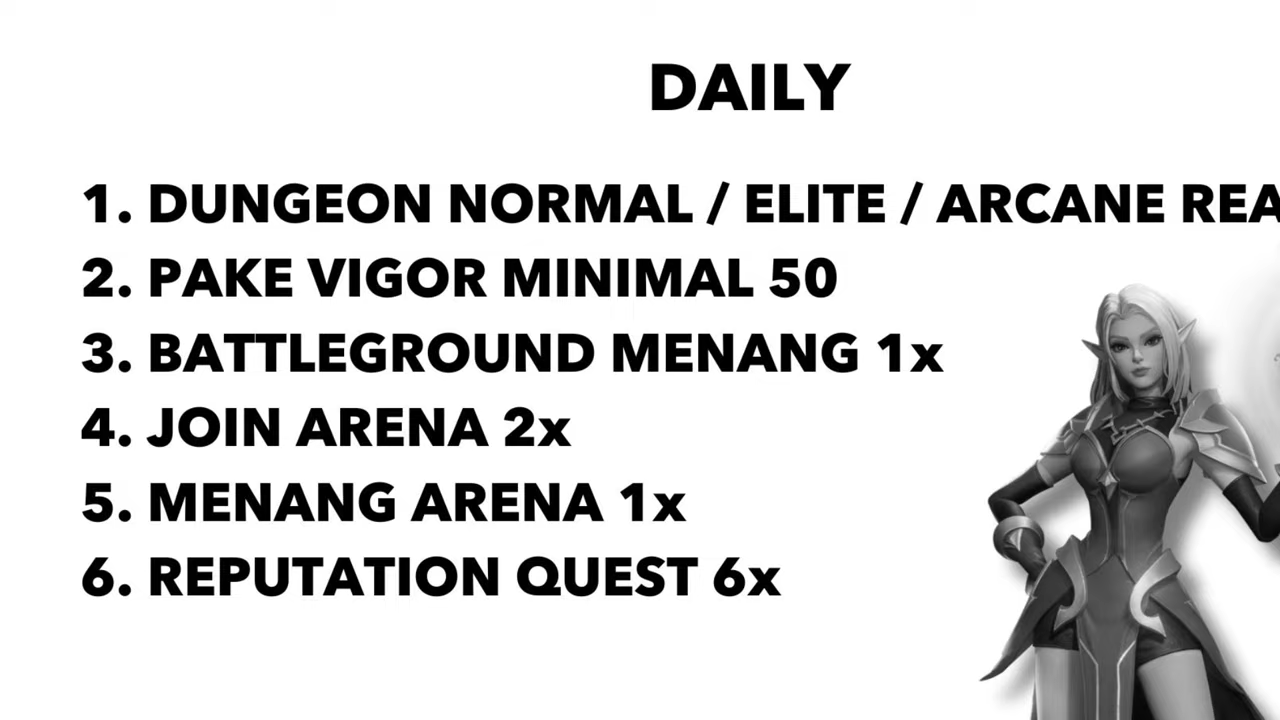 DAILY
1. DUNGEON NORMAL / ELITE / ARCANE
2. PAKE VIGOR MINIMAL 50
3. BATTLEGROUND MENANG 1x
4. JOIN ARENA 2x
5. MENANG ARENA 1x
6. REPUTATION QUEST 6x